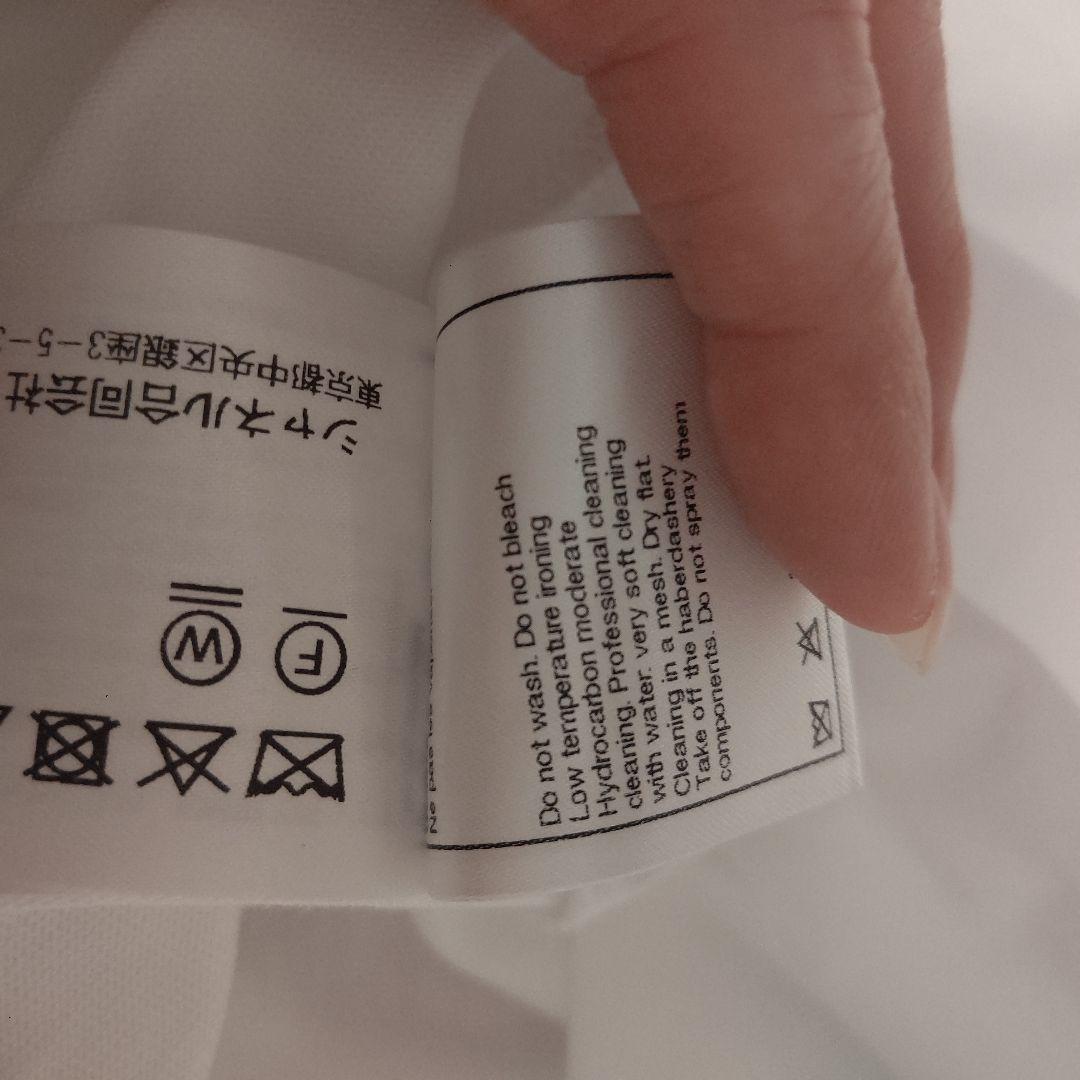 シャネル合同会社
東京都中央区銀座3-5-3
W
F
Do not wash. Do not bleach
Low temperature ironing
Hydrocarbon moderate
cleaning. Professional cleaning
with water: very soft cleaning
Cleaning in a mesh. Dry flat.
Take off the haberdashery
components. Do not spray them